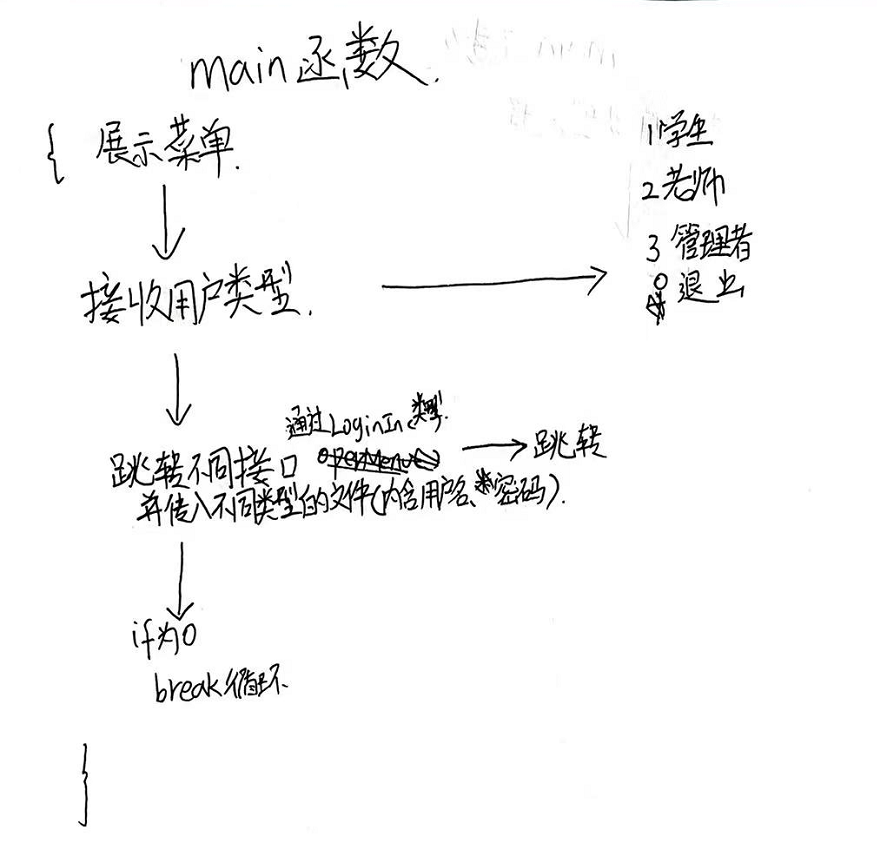 main函数.
{ 展示菜单.
1 学生
2 老师
3 管理者
0 退出
接收用户类型.
通过LoginIn类型.
跳转不同接口 跳转
并传入不同类型的文件(内含用户名、密码).
if为0
break循环.
}